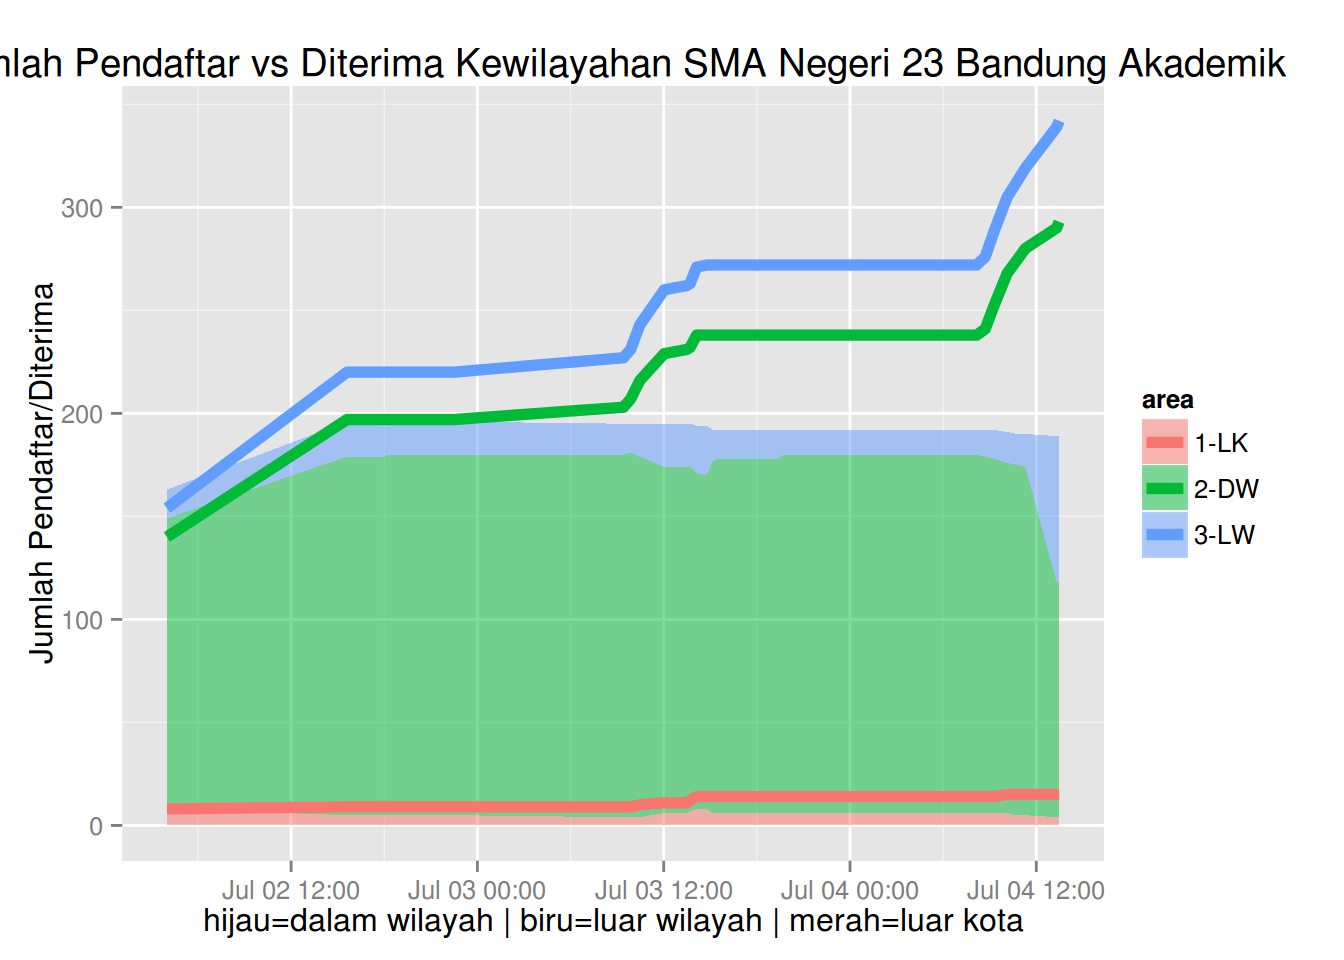 mlah Pendaftar vs Diterima Kewilayahan SMA Negeri 23 Bandung Akademik
Jumlah Pendaftar/Diterima
300
200
100
0
Jul 02 12:00
Jul 03 00:00
Jul 03 12:00
Jul 04 00:00
Jul 04 12:00
hijau=dalam wilayah | biru=luar wilayah | merah=luar kota
area
1-LK
2-DW
3-LW